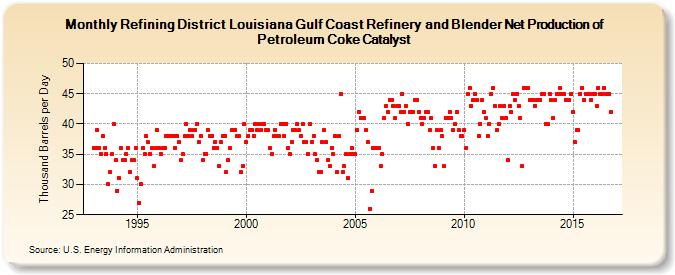 Monthly Refining District Louisiana Gulf Coast Refinery and Blender Net Production of
Petroleum Coke Catalyst
Thousand Barrels per Day
50
45
40
35
30
25
1995
2000
2005
2010
2015
Source: U.S. Energy Information Administration